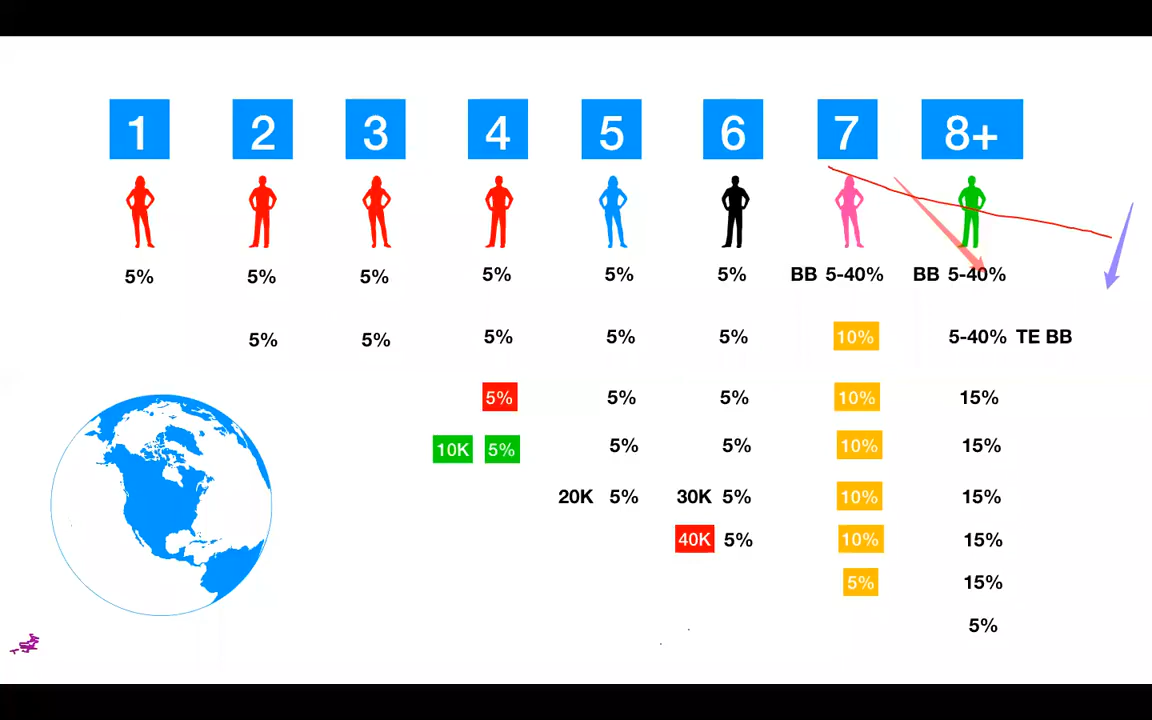 1 2 3 4 5 6 7 8+
5% 5% 5% 5% 5% 5% BB 5-40% BB 5-40%
5% 5% 5% 5% 5% 10% 5-40% TE BB
5% 5% 5% 10% 15%
10K 5% 5% 5% 10% 15%
20K 5% 30K 5% 10% 15%
40K 5% 10% 15%
5% 15%
5%